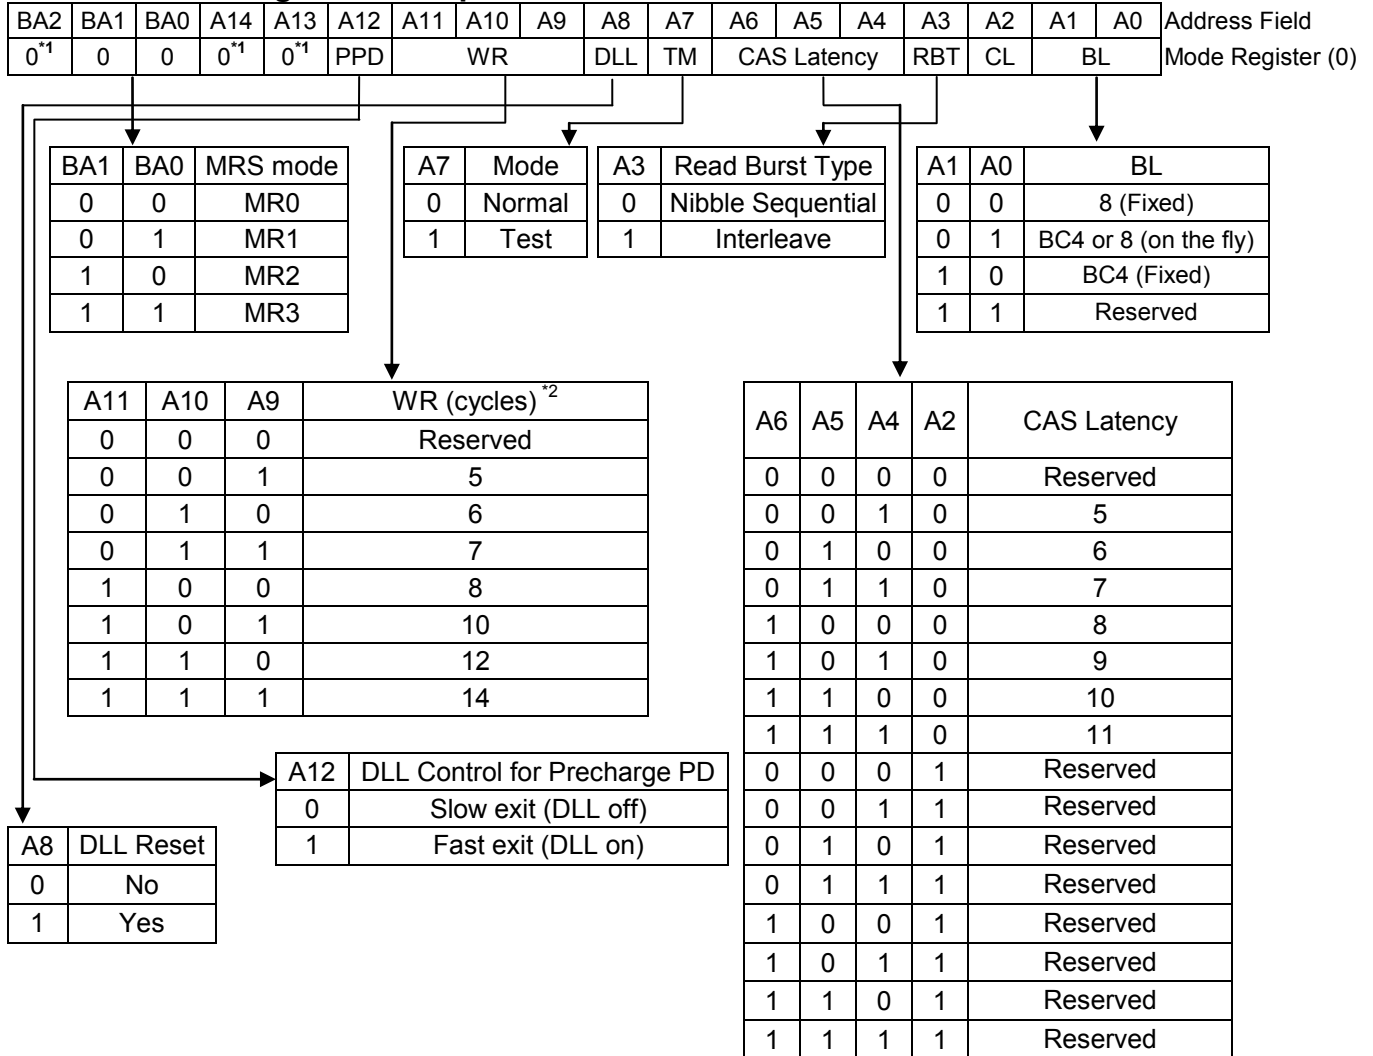 BA2 BA1 BA0 A14 A13 A12 A11 A10 A9 A8 A7 A6 A5 A4 A3 A2 A1 A0 Address Field
0*1 0 0 0*1 0*1 PPD WR DLL TM CAS Latency RBT CL BL Mode Register (0)
BA1 BA0 MRS mode
0 0 MR0
0 1 MR1
1 0 MR2
1 1 MR3
A7 Mode
0 Normal
1 Test
A3 Read Burst Type
0 Nibble Sequential
1 Interleave
A1 A0 BL
0 0 8 (Fixed)
0 1 BC4 or 8 (on the fly)
1 0 BC4 (Fixed)
1 1 Reserved
A11 A10 A9 WR (cycles) *2
0 0 0 Reserved
0 0 1 5
0 1 0 6
0 1 1 7
1 0 0 8
1 0 1 10
1 1 0 12
1 1 1 14
A6 A5 A4 A2 CAS Latency
0 0 0 0 Reserved
0 0 1 0 5
0 1 0 0 6
0 1 1 0 7
1 0 0 0 8
1 0 1 0 9
1 1 0 0 10
1 1 1 0 11
0 0 0 1 Reserved
0 0 1 1 Reserved
0 1 0 1 Reserved
0 1 1 1 Reserved
1 0 0 1 Reserved
1 0 1 1 Reserved
1 1 0 1 Reserved
1 1 1 1 Reserved
A12 DLL Control for Precharge PD
0 Slow exit (DLL off)
1 Fast exit (DLL on)
A8 DLL Reset
0 No
1 Yes